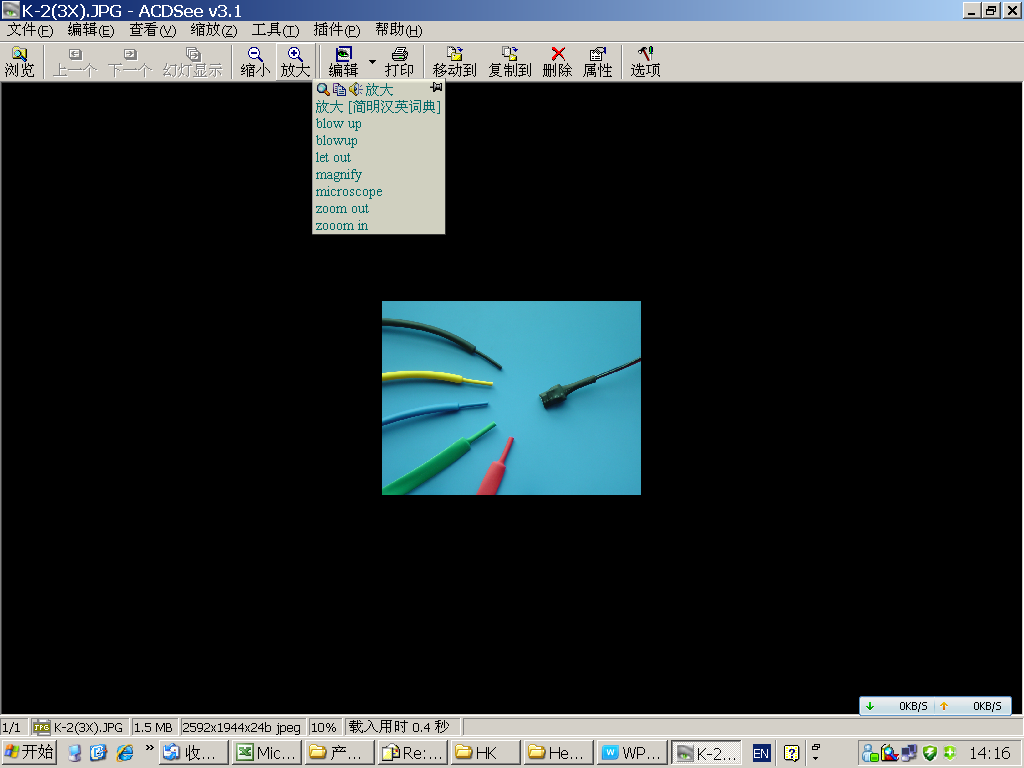 K-2(3X).JPG - ACDSee v3.1
文件(F) 编辑(E) 查看(V) 缩放(Z) 工具(T) 插件(P) 帮助(H)
浏览 上一个 下一个 幻灯显示 缩小 放大 编辑 打印 移动到 复制到 删除 属性 选项
放大
放大 [简明汉英词典]
blow up
blowup
let out
magnify
microscope
zoom out
zooom in
0KB/S 0KB/S
1/1 JPG K-2(3X).JPG 1.5 MB 2592x1944x24b jpeg 10% 载入用时 0.4 秒
开始 » 收... Mic... 产... Re:... HK He... WP... K-2... EN 14:16